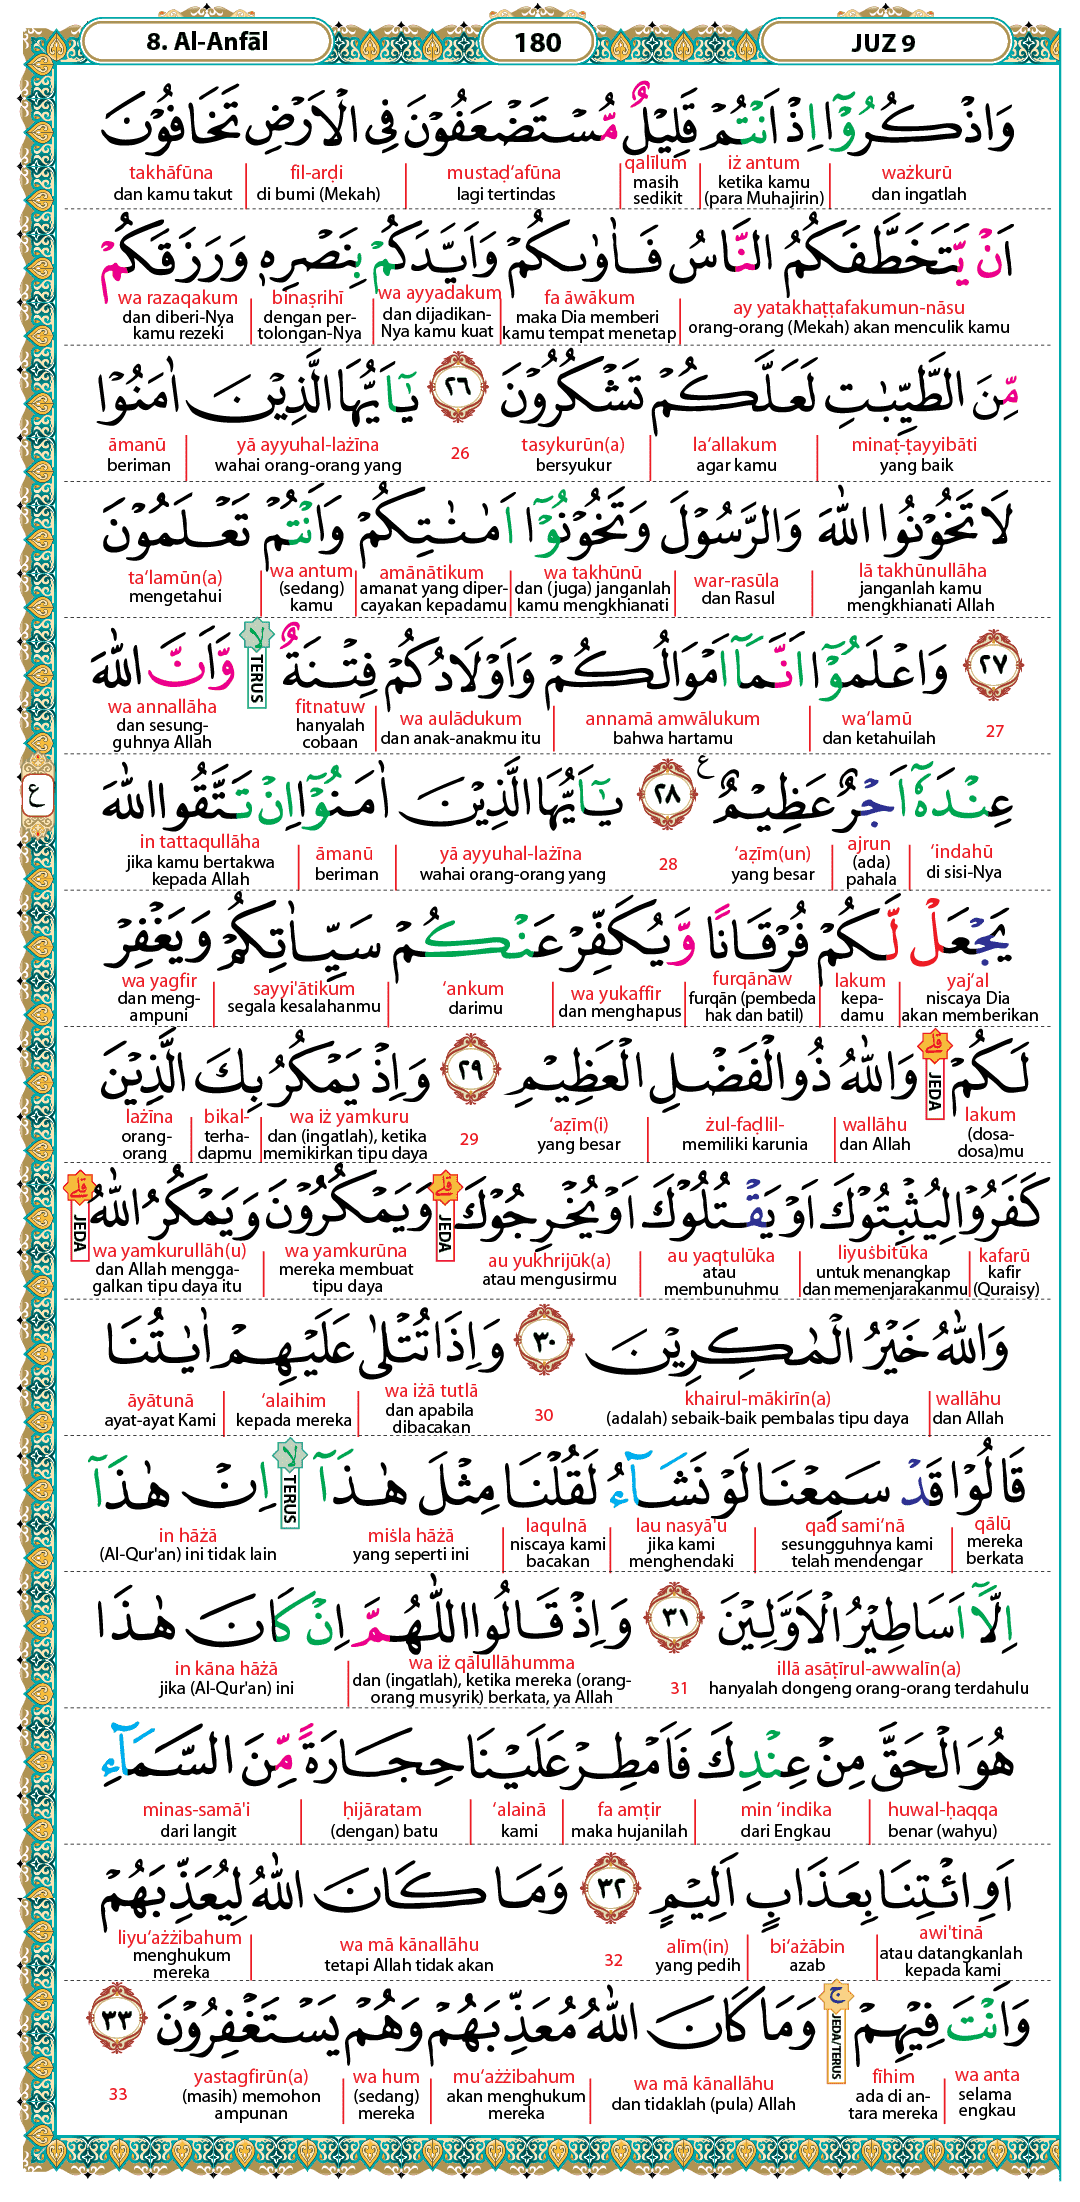 8. Al-Anfāl 180 JUZ 9
وَاذْكُرُوْٓا اِذْ اَنْتُمْ قَلِيْلٌ مُّسْتَضْعَفُوْنَ فِى الْاَرْضِ تَخَافُوْنَ
ważkurū iż antum qalīlum mustaḍ‘afūna fil-arḍi takhāfūna
dan ingatlah ketika kamu (para Muhajirin) masih sedikit lagi tertindas di bumi (Mekah) dan kamu takut
اَنْ يَّتَخَطَّفَكُمُ النَّاسُ فَاٰوٰىكُمْ وَاَيَّدَكُمْ بِنَصْرِهٖ وَرَزَقَكُمْ
ay yatakhaṭṭafakumun-nāsu fa āwākum wa ayyadakum binaṣrihī wa razaqakum
orang-orang (Mekah) akan menculik kamu maka Dia memberi kamu tempat menetap dan dijadikan-Nya kamu kuat dengan per-tolongan-Nya dan diberi-Nya kamu rezeki
مِّنَ الطَّيِّبٰتِ لَعَلَّكُمْ تَشْكُرُوْنَ ٢٦ يٰٓاَيُّهَا الَّذِيْنَ اٰمَنُوْا
minaṭ-ṭayyibāti la‘allakum tasykurūn(a) 26 yā ayyuhal-lażīna āmanū
yang baik agar kamu bersyukur wahai orang-orang yang beriman
لَا تَخُوْنُوا اللّٰهَ وَالرَّسُوْلَ وَتَخُوْنُوْٓا اَمٰنٰتِكُمْ وَاَنْتُمْ تَعْلَمُوْنَ
lā takhūnullāha war-rasūla wa takhūnū amānātikum wa antum ta‘lamūn(a)
janganlah kamu mengkhianati Allah dan Rasul dan (juga) janganlah kamu mengkhianati amanat yang diper-cayakan kepadamu (sedang) kamu mengetahui
٢٧ وَاعْلَمُوْٓا اَنَّمَآ اَمْوَالُكُمْ وَاَوْلَادُكُمْ فِتْنَةٌ ۙ TERUS وَّاَنَّ اللّٰهَ
27 wa‘lamū annamā amwālukum wa aulādukum fitnatuw wa annallāha
dan ketahuilah bahwa hartamu dan anak-anakmu itu hanyalah cobaan dan sesung-guhnya Allah
عِنْدَهٗٓ اَجْرٌ عَظِيْمٌ ࣖ ٢٨ يٰٓاَيُّهَا الَّذِيْنَ اٰمَنُوْٓا اِنْ تَتَّقُوا اللّٰهَ ع
‘indahū ajrun ‘aẓīm(un) 28 yā ayyuhal-lażīna āmanū in tattaqullāha
di sisi-Nya (ada) pahala yang besar wahai orang-orang yang beriman jika kamu bertakwa kepada Allah
يَجْعَلْ لَّكُمْ فُرْقَانًا وَّيُكَفِّرْ عَنْكُمْ سَيِّاٰتِكُمْ وَيَغْفِرْ
yaj‘al lakum furqānaw wa yukaffir ‘ankum sayyi'ātikum wa yagfir
niscaya Dia akan memberikan kepa-damu furqān (pembeda hak dan batil) dan menghapus darimu segala kesalahanmu dan meng-ampuni
لَكُمْ ۗ JEDA وَاللّٰهُ ذُو الْفَضْلِ الْعَظِيْمِ ٢٩ وَاِذْ يَمْكُرُ بِكَ الَّذِيْنَ
lakum wallāhu żul-faḍlil- ‘aẓīm(i) 29 wa iż yamkuru bikal- lażīna
(dosa-dosa)mu dan Allah memiliki karunia yang besar dan (ingatlah), ketika memikirkan tipu daya terha-dapmu orang-orang
كَفَرُوْا لِيُثْبِتُوْكَ اَوْ يَقْتُلُوْكَ اَوْ يُخْرِجُوْكَ ۗ JEDA وَيَمْكُرُوْنَ وَيَمْكُرُ اللّٰهُ ۗ JEDA
kafarū liyuśbitūka au yaqtulūka au yukhrijūk(a) wa yamkurūna wa yamkurullāh(u)
kafir (Quraisy) untuk menangkap dan memenjarakanmu atau membunuhmu atau mengusirmu mereka membuat tipu daya dan Allah mengga-galkan tipu daya itu
وَاللّٰهُ خَيْرُ الْمٰكِرِيْنَ ٣٠ وَاِذَا تُتْلٰى عَلَيْهِمْ اٰيٰتُنَا
wallāhu khairul-mākirīn(a) 30 wa iżā tutlā ‘alaihim āyātunā
dan Allah (adalah) sebaik-baik pembalas tipu daya dan apabila dibacakan kepada mereka ayat-ayat Kami
قَالُوْا قَدْ سَمِعْنَا لَوْ نَشَاۤءُ لَقُلْنَا مِثْلَ هٰذَآ ۙ TERUS اِنْ هٰذَآ
qālū qad sami‘nā lau nasyā'u laqulnā miśla hāżā in hāżā
mereka berkata sesungguhnya kami telah mendengar jika kami menghendaki niscaya kami bacakan yang seperti ini (Al-Qur'an) ini tidak lain
اِلَّآ اَسَاطِيْرُ الْاَوَّلِيْنَ ٣١ وَاِذْ قَالُوا اللّٰهُمَّ اِنْ كَانَ هٰذَا
illā asāṭīrul-awwalīn(a) 31 wa iż qālullāhumma in kāna hāżā
hanyalah dongeng orang-orang terdahulu dan (ingatlah), ketika mereka (orang-orang musyrik) berkata, ya Allah jika (Al-Qur'an) ini
هُوَ الْحَقَّ مِنْ عِنْدِكَ فَاَمْطِرْ عَلَيْنَا حِجَارَةً مِّنَ السَّمَاۤءِ
huwal-ḥaqqa min ‘indika fa amṭir ‘alainā ḥijāratam minas-samā'i
benar (wahyu) dari Engkau maka hujanilah kami (dengan) batu dari langit
اَوِ ائْتِنَا بِعَذَابٍ اَلِيْمٍ ٣٢ وَمَا كَانَ اللّٰهُ لِيُعَذِّبَهُمْ
awi'tinā bi‘ażābin alīm(in) 32 wa mā kānallāhu liyu‘ażżibahum
atau datangkanlah kepada kami azab yang pedih tetapi Allah tidak akan menghukum mereka
وَاَنْتَ فِيْهِمْ ۚ JEDA/TERUS وَمَا كَانَ اللّٰهُ مُعَذِّبَهُمْ وَهُمْ يَسْتَغْفِرُوْنَ ٣٣
wa anta fīhim wa mā kānallāhu mu‘ażżibahum wa hum yastagfirūn(a) 33
selama engkau ada di an-tara mereka dan tidaklah (pula) Allah akan menghukum mereka (sedang) mereka (masih) memohon ampunan